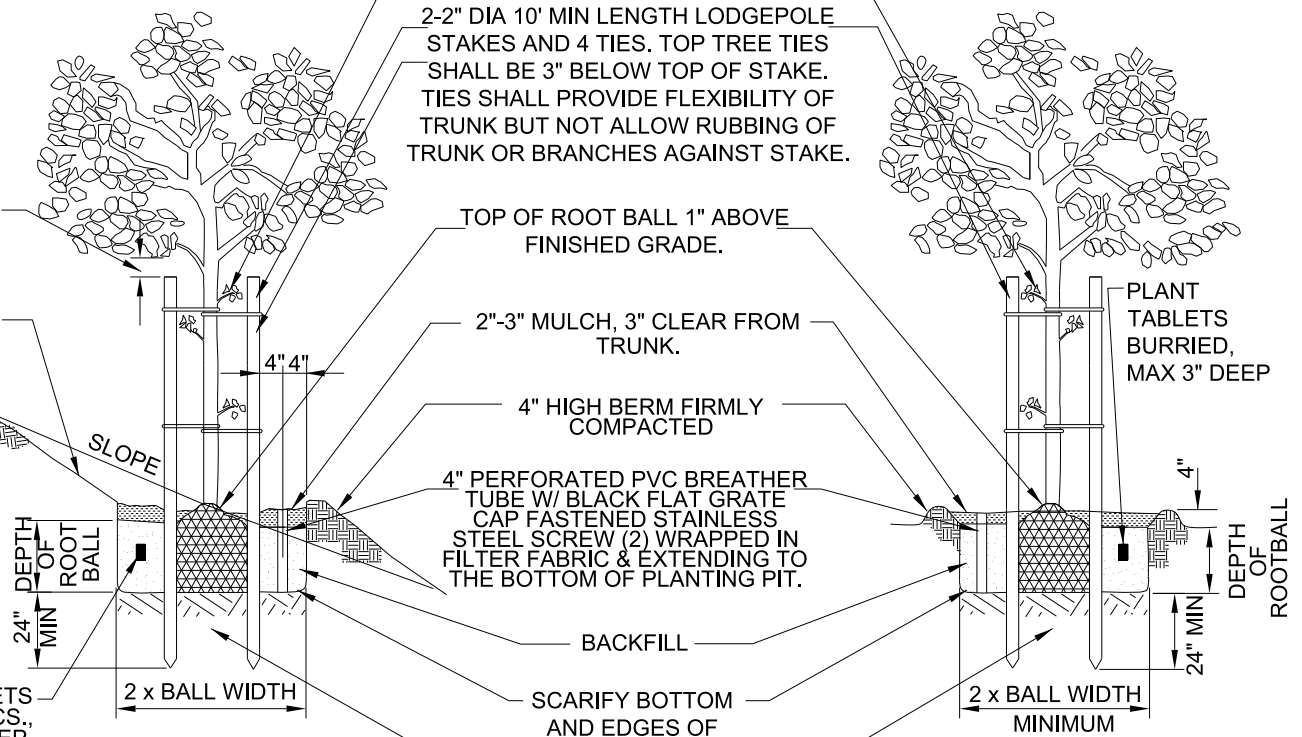 2-2" DIA 10' MIN LENGTH LODGEPOLE
STAKES AND 4 TIES. TOP TREE TIES
SHALL BE 3" BELOW TOP OF STAKE.
TIES SHALL PROVIDE FLEXIBILITY OF
TRUNK BUT NOT ALLOW RUBBING OF
TRUNK OR BRANCHES AGAINST STAKE.
TOP OF ROOT BALL 1" ABOVE
FINISHED GRADE.
2"-3" MULCH, 3" CLEAR FROM
TRUNK.
4" HIGH BERM FIRMLY
COMPACTED
4" PERFORATED PVC BREATHER
TUBE W/ BLACK FLAT GRATE
CAP FASTENED STAINLESS
STEEL SCREW (2) WRAPPED IN
FILTER FABRIC & EXTENDING TO
THE BOTTOM OF PLANTING PIT.
BACKFILL
SCARIFY BOTTOM
AND EDGES OF
4" 4"
SLOPE
DEPTH
OF
ROOT
BALL
24"
MIN
2 x BALL WIDTH
PLANT
TABLETS
BURRIED,
MAX 3" DEEP
4"
DEPTH
OF
ROOTBALL
24" MIN
2 x BALL WIDTH
MINIMUM